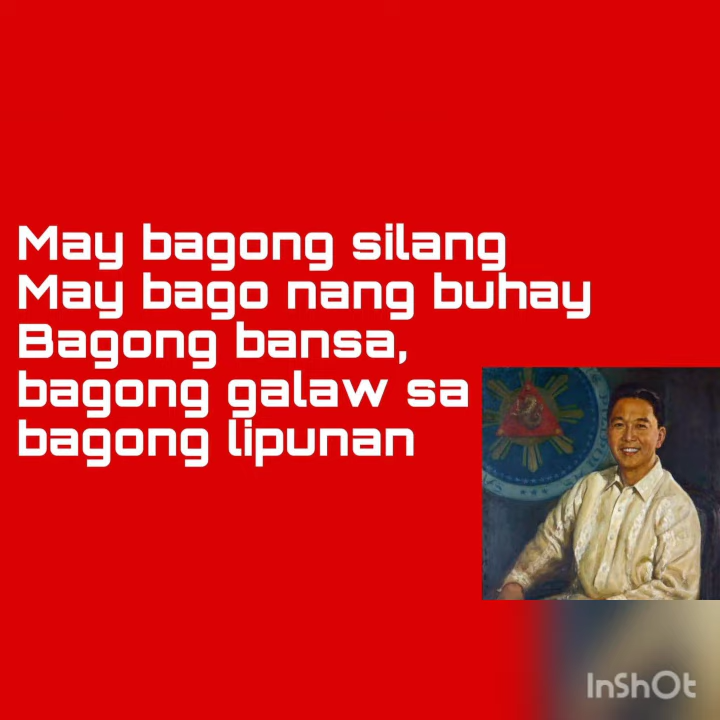 May bagong silang
May bago nang buhay
Bagong bansa,
bagong galaw sa
bagong lipunan
InShOt